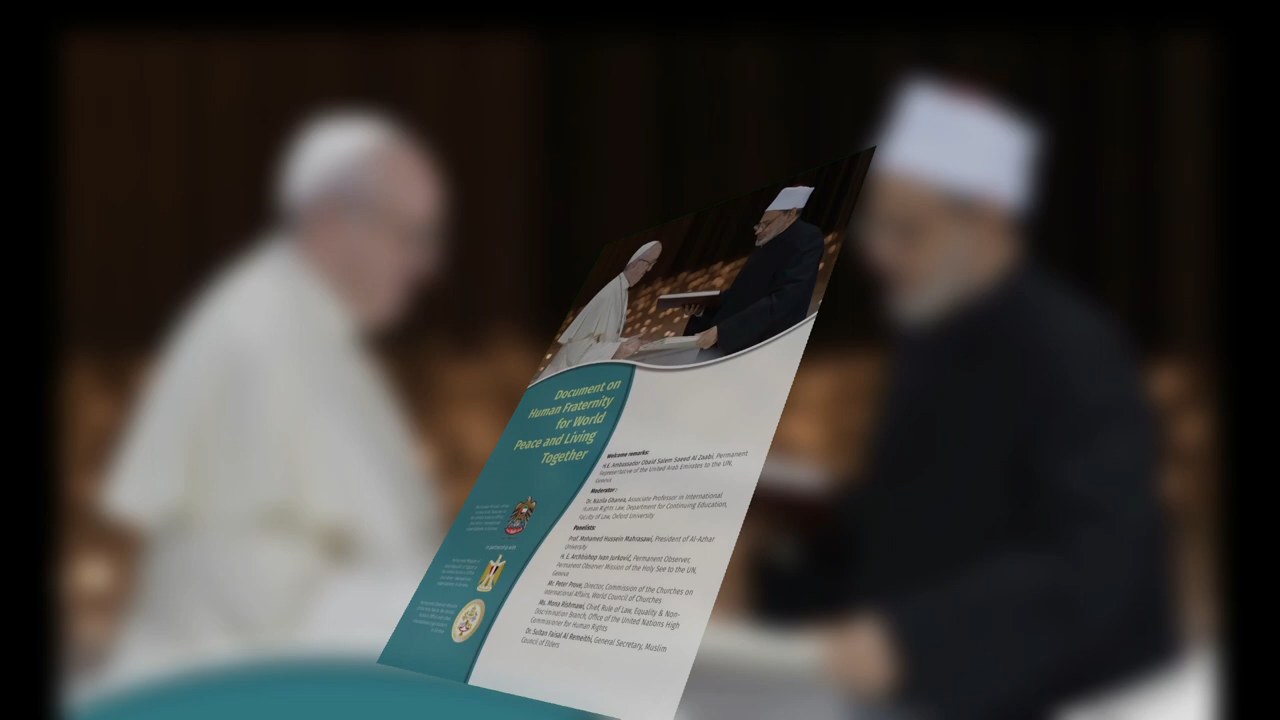 Document on
Human Fraternity
for World
Peace and Living
Together
in partnership with
Welcome remarks:
H.E. Ambassador Obaid Salem Saeed Al Zaabi, Permanent
Representative of the United Arab Emirates to the UN,
Geneva
Moderator:
Dr. Nazila Ghanea, Associate Professor in International
Human Rights Law, Department for Continuing Education,
Faculty of Law, Oxford University
Panelists:
Prof. Mohamed Hussein Mahrasawi, President of Al-Azhar
University
H. E. Archbishop Ivan Jurkovič, Permanent Observer,
Permanent Observer Mission of the Holy See to the UN,
Geneva
Mr. Peter Prove, Director, Commission of the Churches on
International Affairs, World Council of Churches
Ms. Mona Rishmawi, Chief, Rule of Law, Equality & Non-
Discrimination Branch, Office of the United Nations High
Commissioner for Human Rights
Dr. Sultan Faisal Al Remeithi, General Secretary, Muslim
Council of Elders